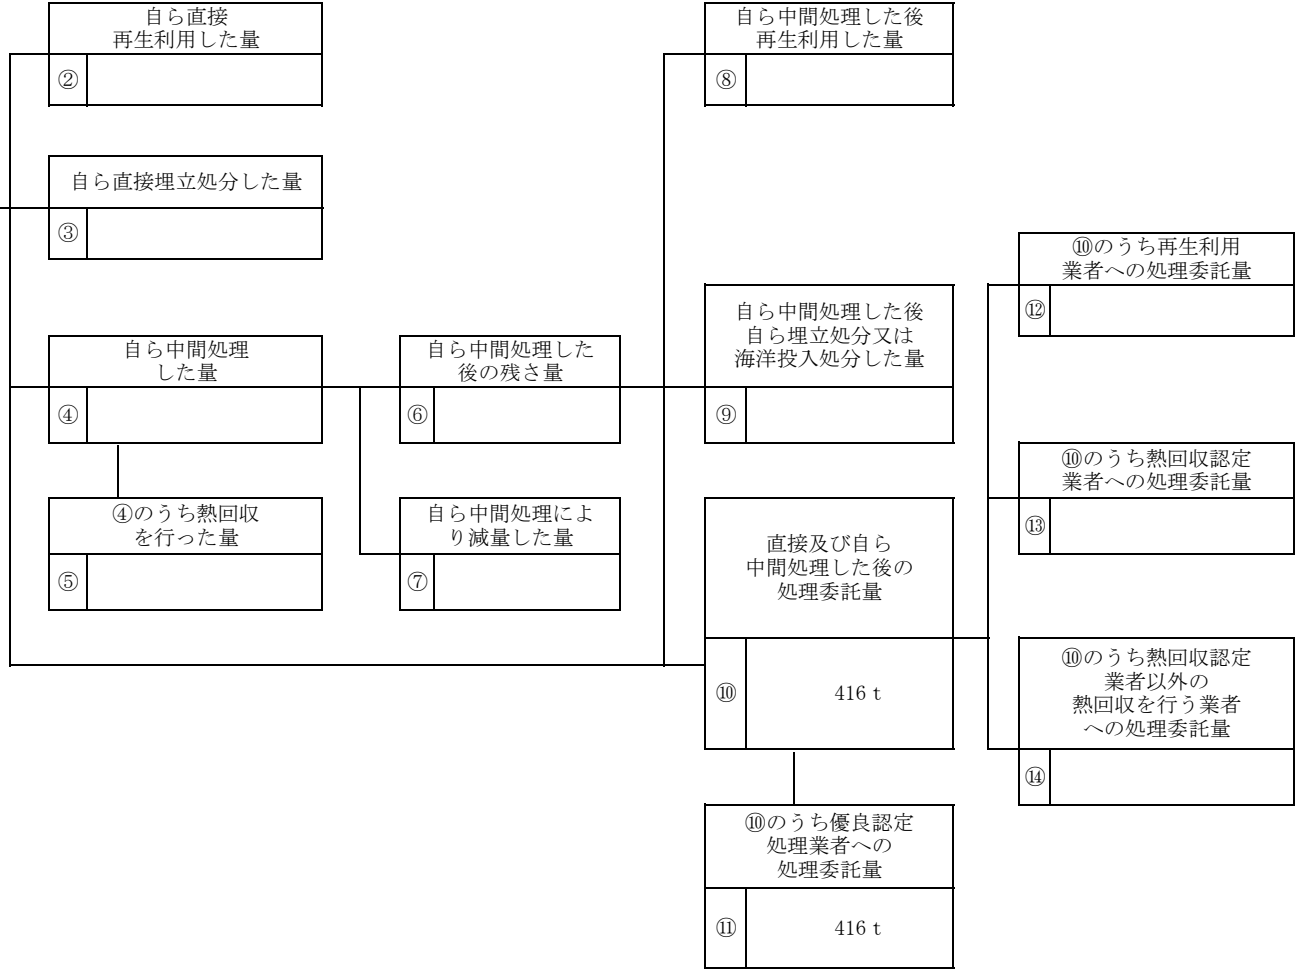 自ら直接
再生利用した量
②
自ら直接埋立処分した量
③
自ら中間処理
した量
④
④のうち熱回収
を行った量
⑤
自ら中間処理した
後の残さ量
⑥
自ら中間処理によ
り減量した量
⑦
自ら中間処理した後
再生利用した量
⑧
自ら中間処理した後
自ら埋立処分又は
海洋投入処分した量
⑨
直接及び自ら
中間処理した後の
処理委託量
⑩ 416 t
⑩のうち優良認定
処理業者への
処理委託量
⑪ 416 t
⑩のうち再生利用
業者への処理委託量
⑫
⑩のうち熱回収認定
業者への処理委託量
⑬
⑩のうち熱回収認定
業者以外の
熱回収を行う業者
への処理委託量
⑭